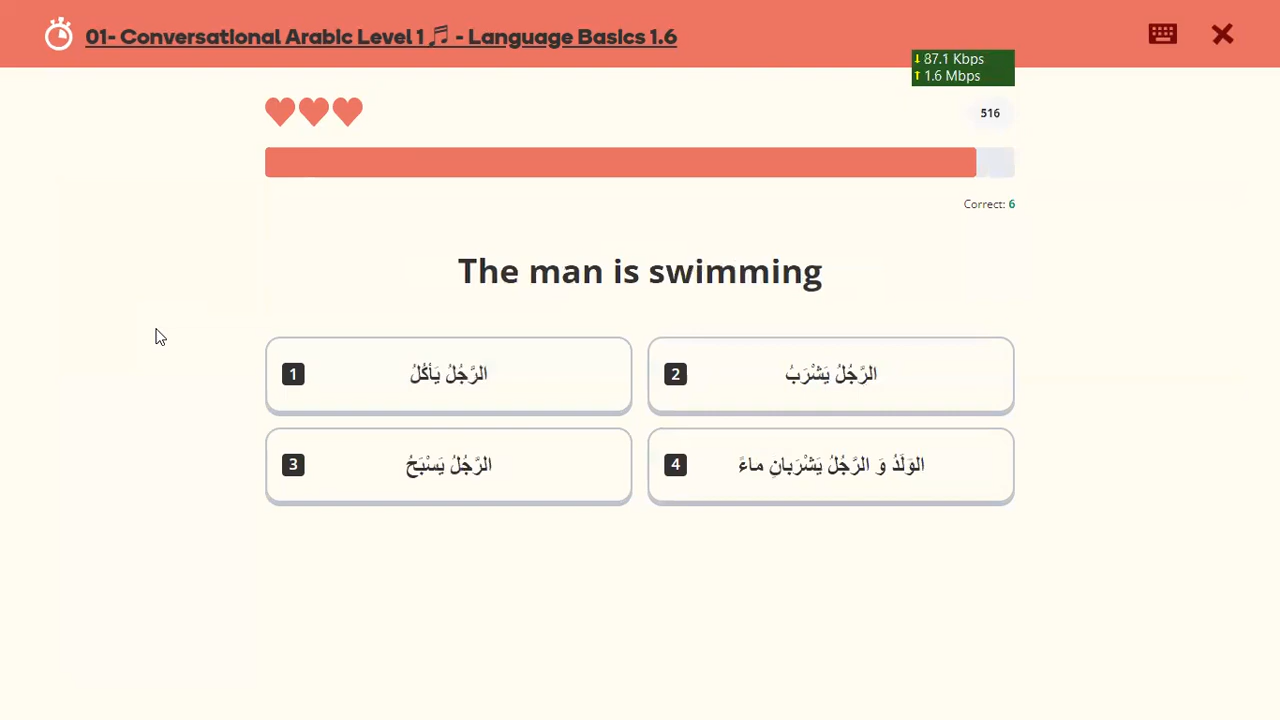 01- Conversational Arabic Level 1🎵 - Language Basics 1.6
↓ 87.1 Kbps
↑ 1.6 Mbps
516
Correct: 6
The man is swimming
1 الرَّجُلُ يَأكُلُ
2 الرَّجُلُ يَشْرَبُ
3 الرَّجُلُ يَسْبَحُ
4 الوَلَدُ وَ الرَّجُلُ يَشْرَبانِ ماءً